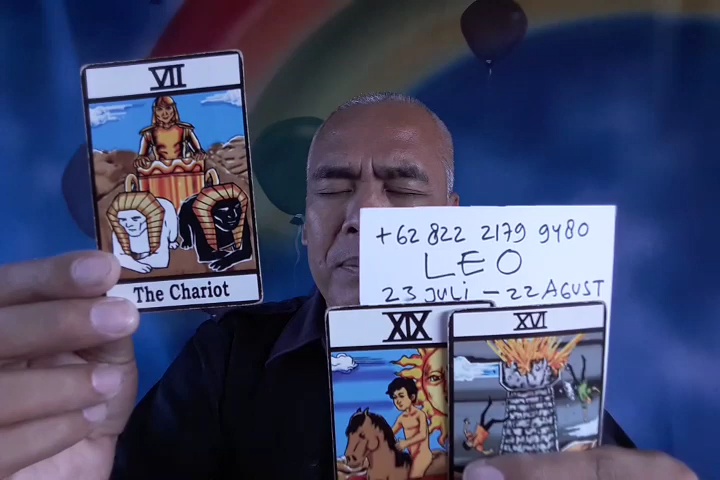 VII
The Chariot
+62 822 2179 9480
LEO
23 JULI - 22 AGUST
XIX
XVI